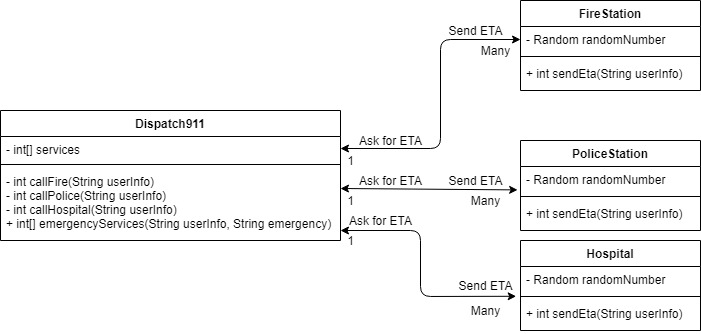 FireStation
- Random randomNumber
+ int sendEta(String userInfo)
Send ETA
Many
Dispatch911
- int[] services
- int callFire(String userInfo)
- int callPolice(String userInfo)
- int callHospital(String userInfo)
+ int[] emergencyServices(String userInfo, String emergency)
Ask for ETA
1
Ask for ETA
1
Ask for ETA
1
PoliceStation
- Random randomNumber
+ int sendEta(String userInfo)
Send ETA
Many
Hospital
- Random randomNumber
+ int sendEta(String userInfo)
Send ETA
Many